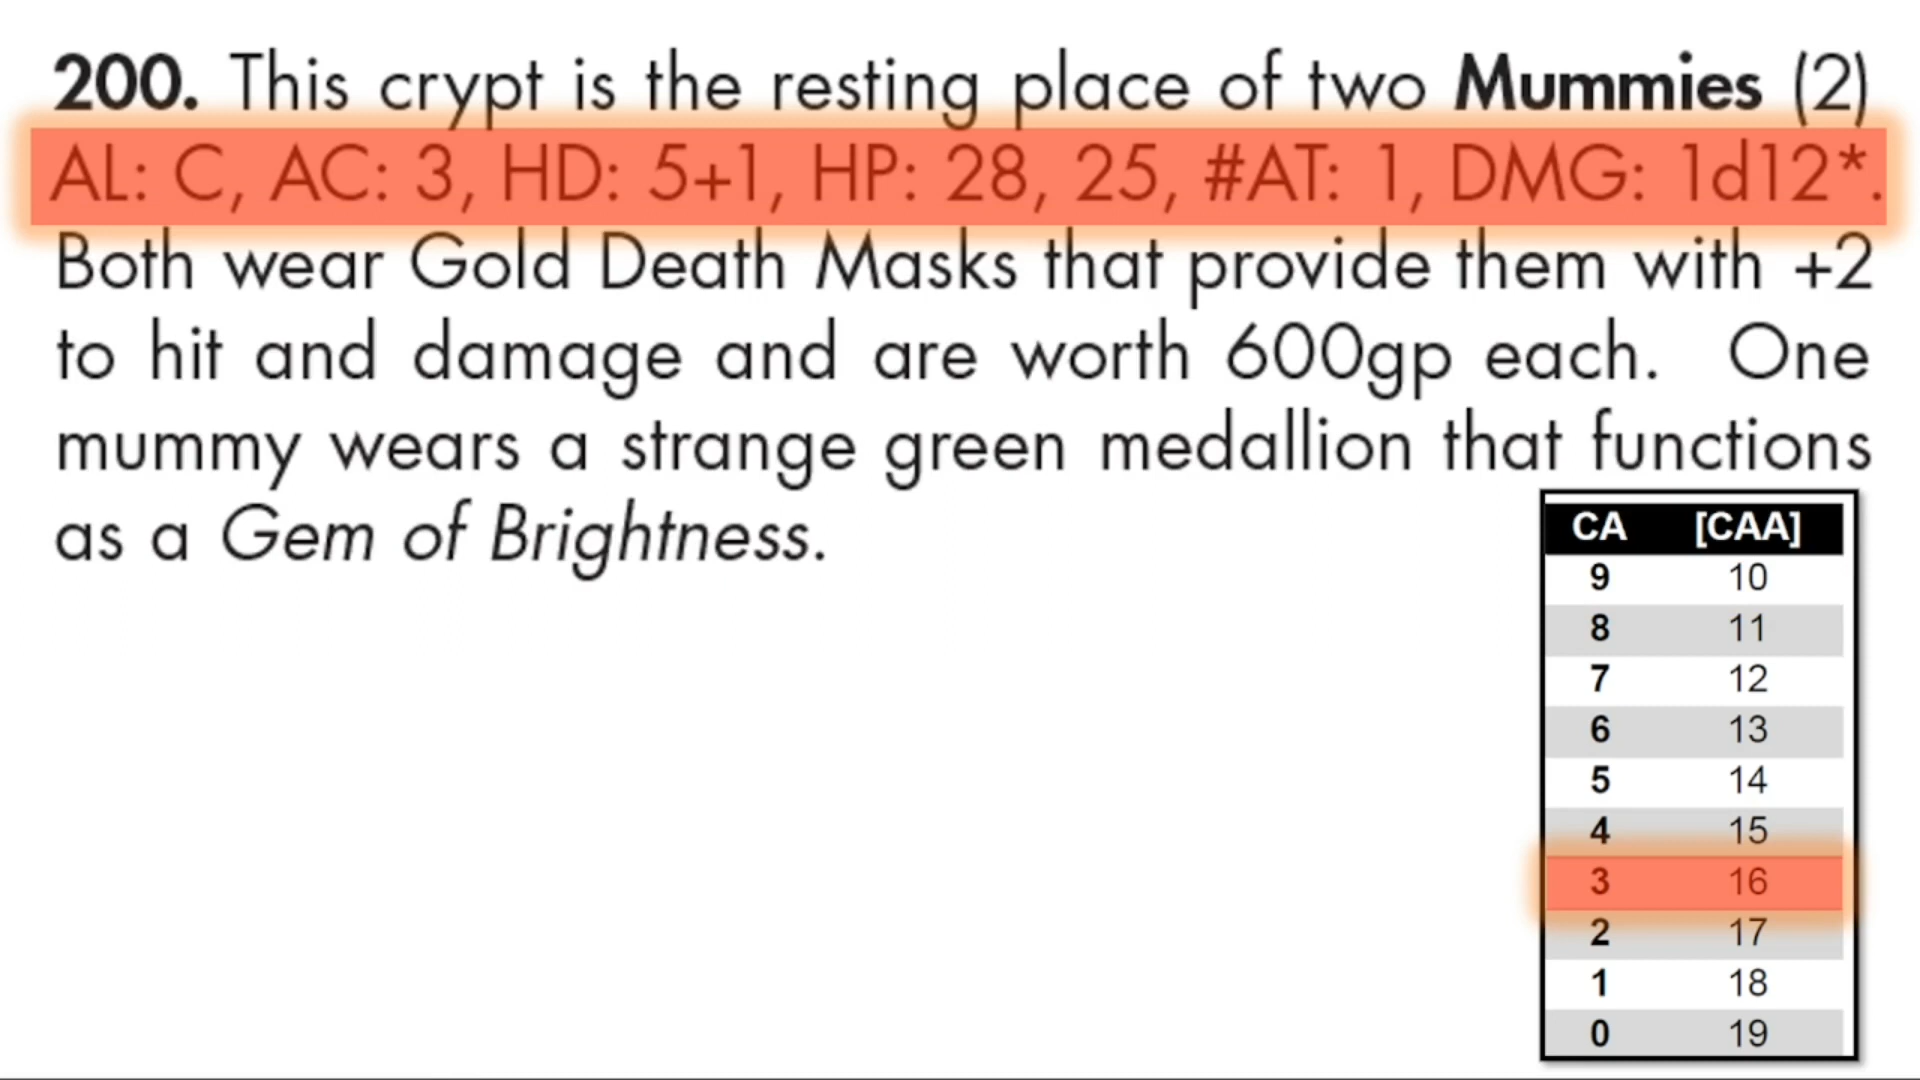 200. This crypt is the resting place of two Mummies (2)
AL: C, AC: 3, HD: 5+1, HP: 28, 25, #AT: 1, DMG: 1d12*.
Both wear Gold Death Masks that provide them with +2
to hit and damage and are worth 600gp each. One
mummy wears a strange green medallion that functions
as a Gem of Brightness.
CA [CAA]
9 10
8 11
7 12
6 13
5 14
4 15
3 16
2 17
1 18
0 19